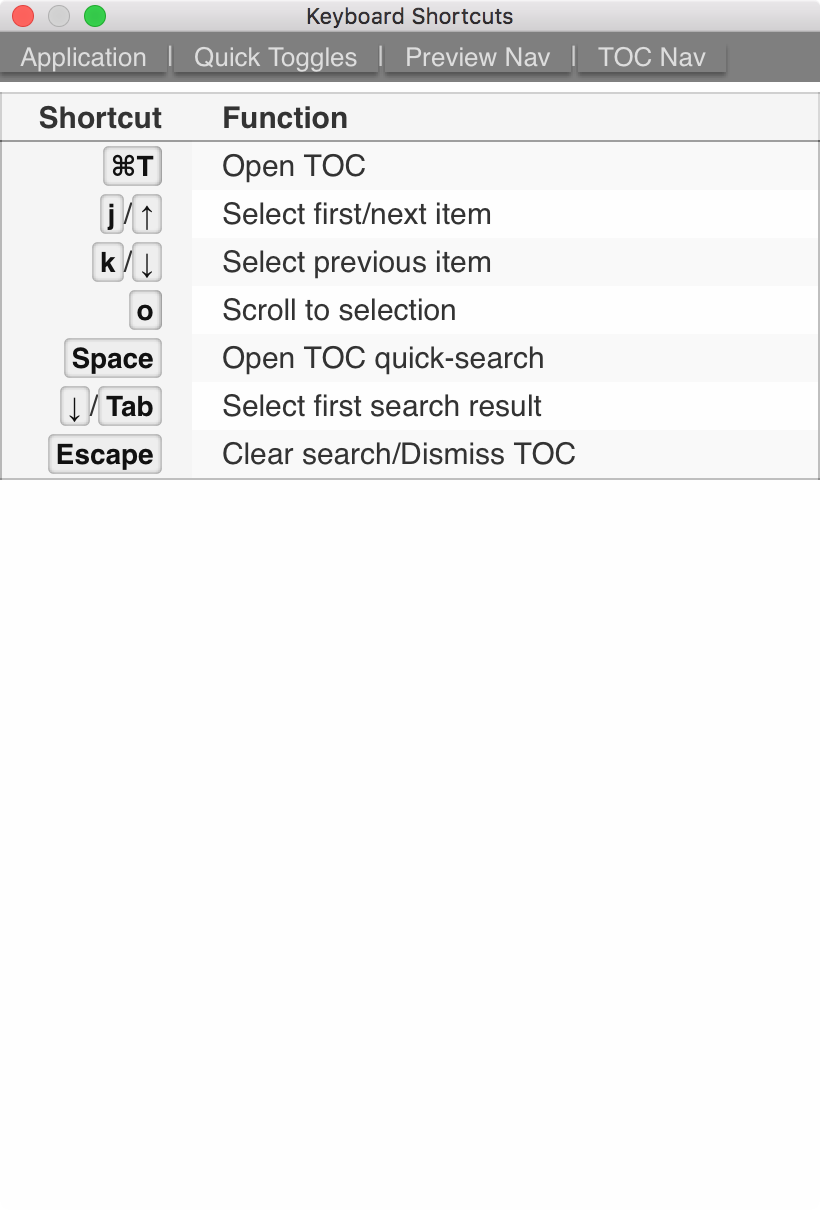 Keyboard Shortcuts
Application | Quick Toggles | Preview Nav | TOC Nav
Shortcut Function
⌘T Open TOC
j/↑ Select first/next item
k/↓ Select previous item
o Scroll to selection
Space Open TOC quick-search
↓/Tab Select first search result
Escape Clear search/Dismiss TOC